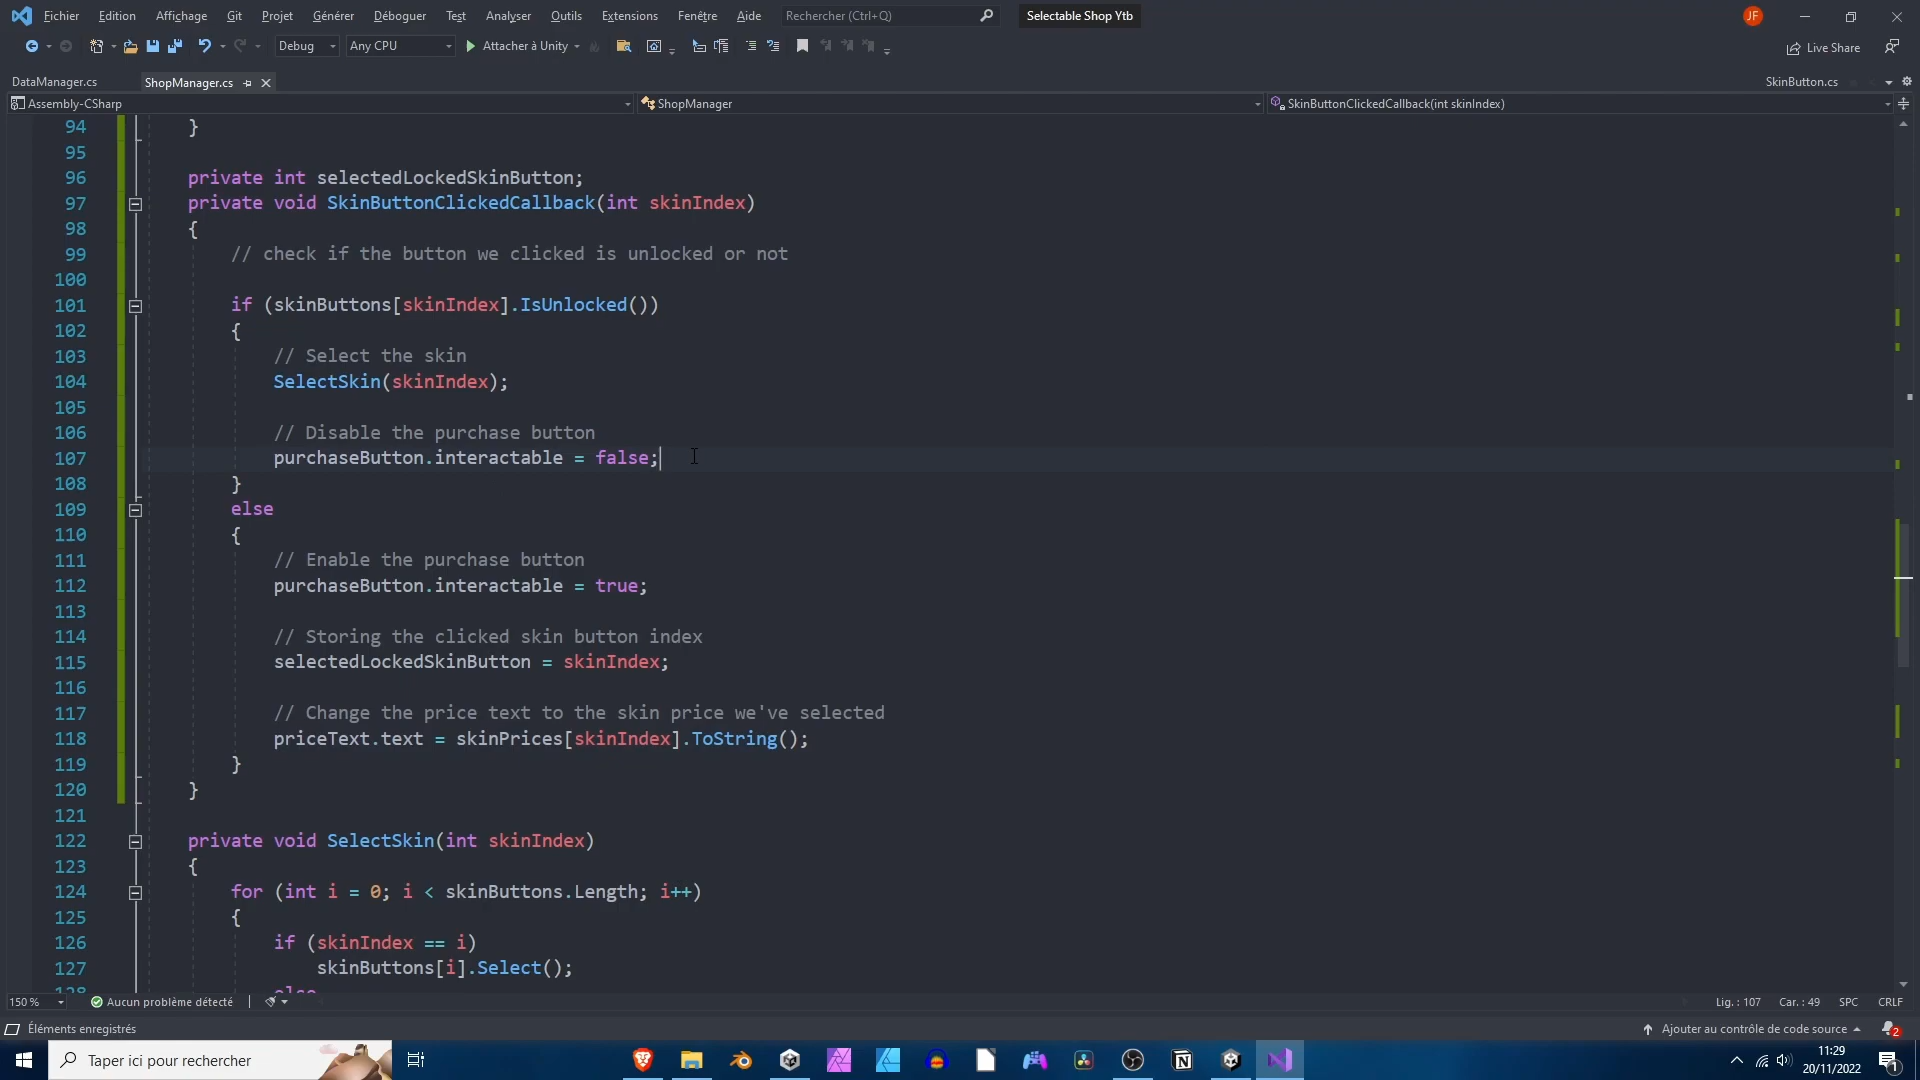 Fichier Edition Affichage Git Projet Générer Déboguer Test Analyser Outils Extensions Fenêtre Aide Rechercher (Ctrl+Q) Selectable Shop Ytb JF
Debug Any CPU Attacher à Unity Live Share
DataManager.cs ShopManager.cs SkinButton.cs
Assembly-CSharp ShopManager SkinButtonClickedCallback(int skinIndex)
94 }
95
96 private int selectedLockedSkinButton;
97 private void SkinButtonClickedCallback(int skinIndex)
98 {
99 // check if the button we clicked is unlocked or not
100
101 if (skinButtons[skinIndex].IsUnlocked())
102 {
103 // Select the skin
104 SelectSkin(skinIndex);
105
106 // Disable the purchase button
107 purchaseButton.interactable = false;
108 }
109 else
110 {
111 // Enable the purchase button
112 purchaseButton.interactable = true;
113
114 // Storing the clicked skin button index
115 selectedLockedSkinButton = skinIndex;
116
117 // Change the price text to the skin price we've selected
118 priceText.text = skinPrices[skinIndex].ToString();
119 }
120 }
121
122 private void SelectSkin(int skinIndex)
123 {
124 for (int i = 0; i < skinButtons.Length; i++)
125 {
126 if (skinIndex == i)
127 skinButtons[i].Select();
128 else
150 % Aucun problème détecté Lig. : 107 Car. : 49 SPC CRLF
Éléments enregistrés Ajouter au contrôle de code source 2
Taper ici pour rechercher 11:29
20/11/2022 1